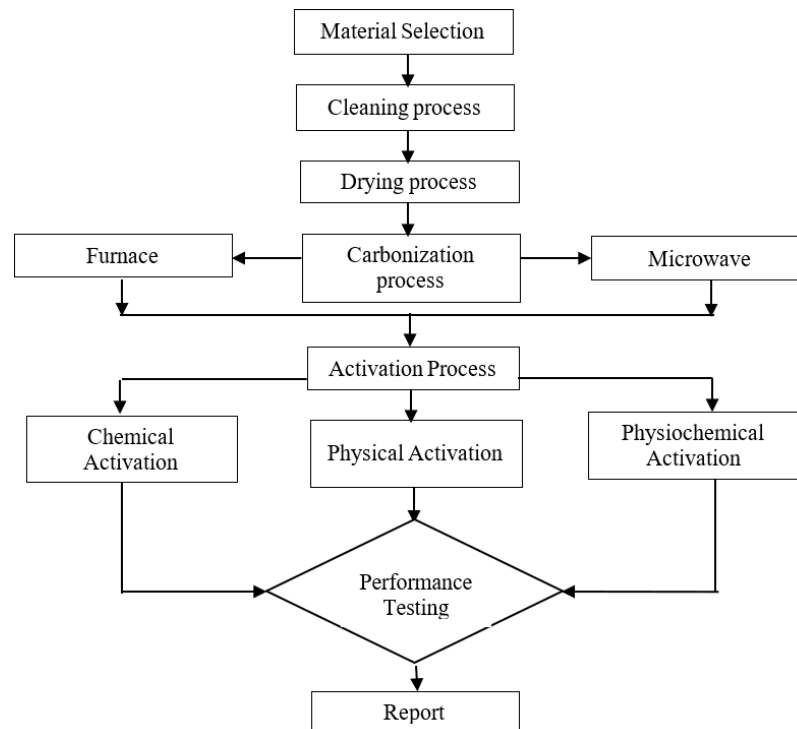 Material Selection
Cleaning process
Drying process
Furnace
Carbonization
process
Microwave
Activation Process
Chemical
Activation
Physical Activation
Physiochemical
Activation
Performance
Testing
Report